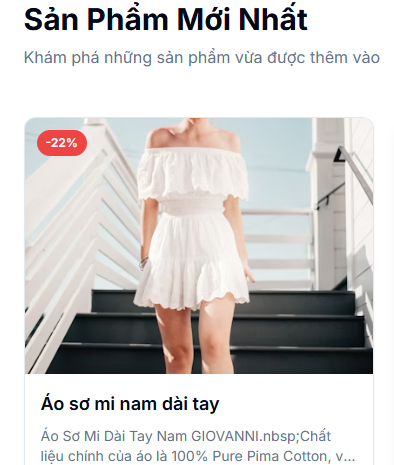 Sản Phẩm Mới Nhất
Khám phá những sản phẩm vừa được thêm vào
-22%
Áo sơ mi nam dài tay
Áo Sơ Mi Dài Tay Nam GIOVANNI.nbsp;Chất
liệu chính của áo là 100% Pure Pima Cotton, v...